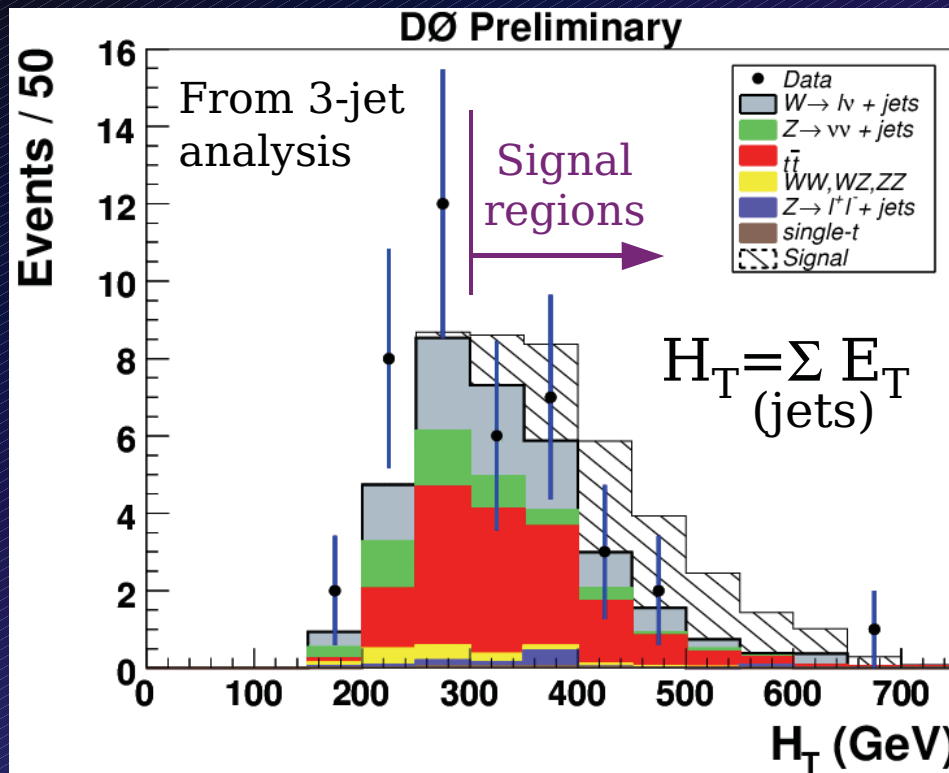 DØ Preliminary
Events / 50
16
14
12
10
8
6
4
2
0
From 3-jet
analysis
Signal
regions
Data
W→ lν + jets
Z→ νν + jets
tt̄
WW,WZ,ZZ
Z→ l⁺l⁻+ jets
single-t
Signal
H_T=Σ E_T
(jets)
0 100 200 300 400 500 600 700
H_T (GeV)